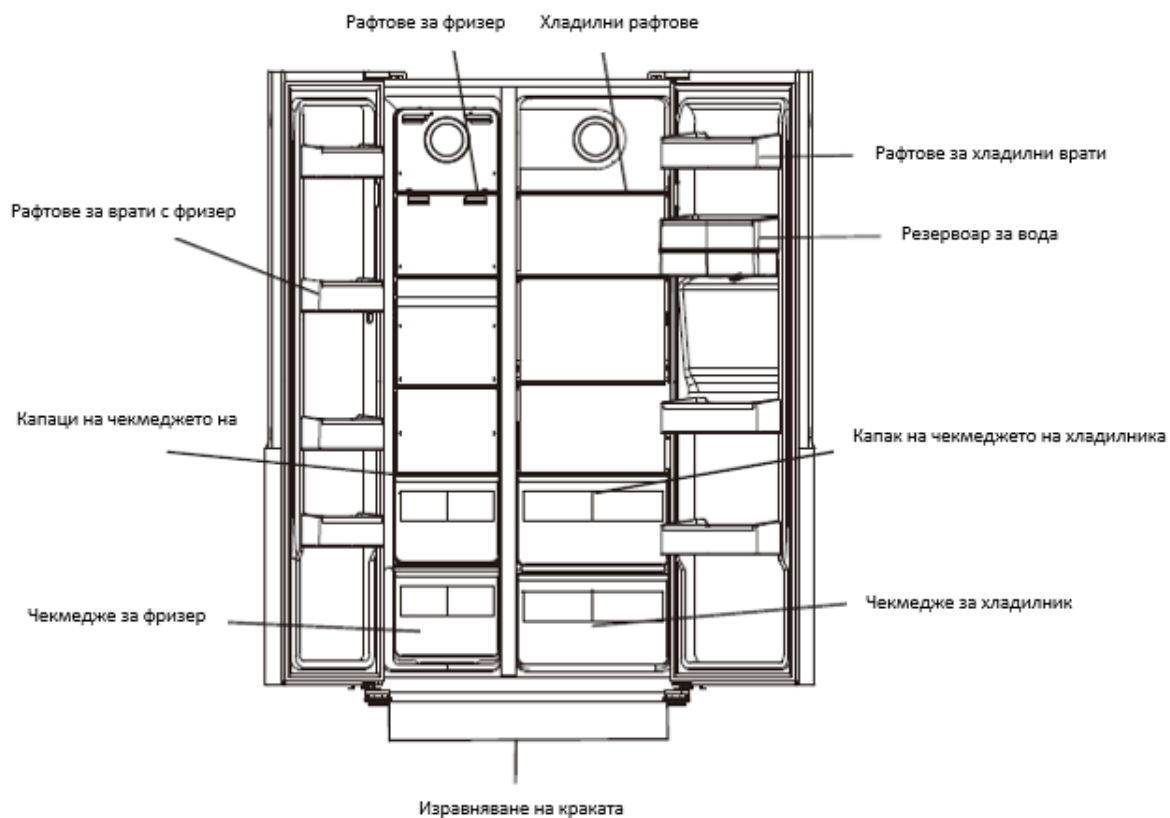 Рафтове за фризер
Хладилни рафтове
Рафтове за хладилни врати
Рафтове за врати с фризер
Резервоар за вода
Капаци на чекмеджето на
Капак на чекмеджето на хладилника
Чекмедже за хладилник
Чекмедже за фризер
Изравняване на краката